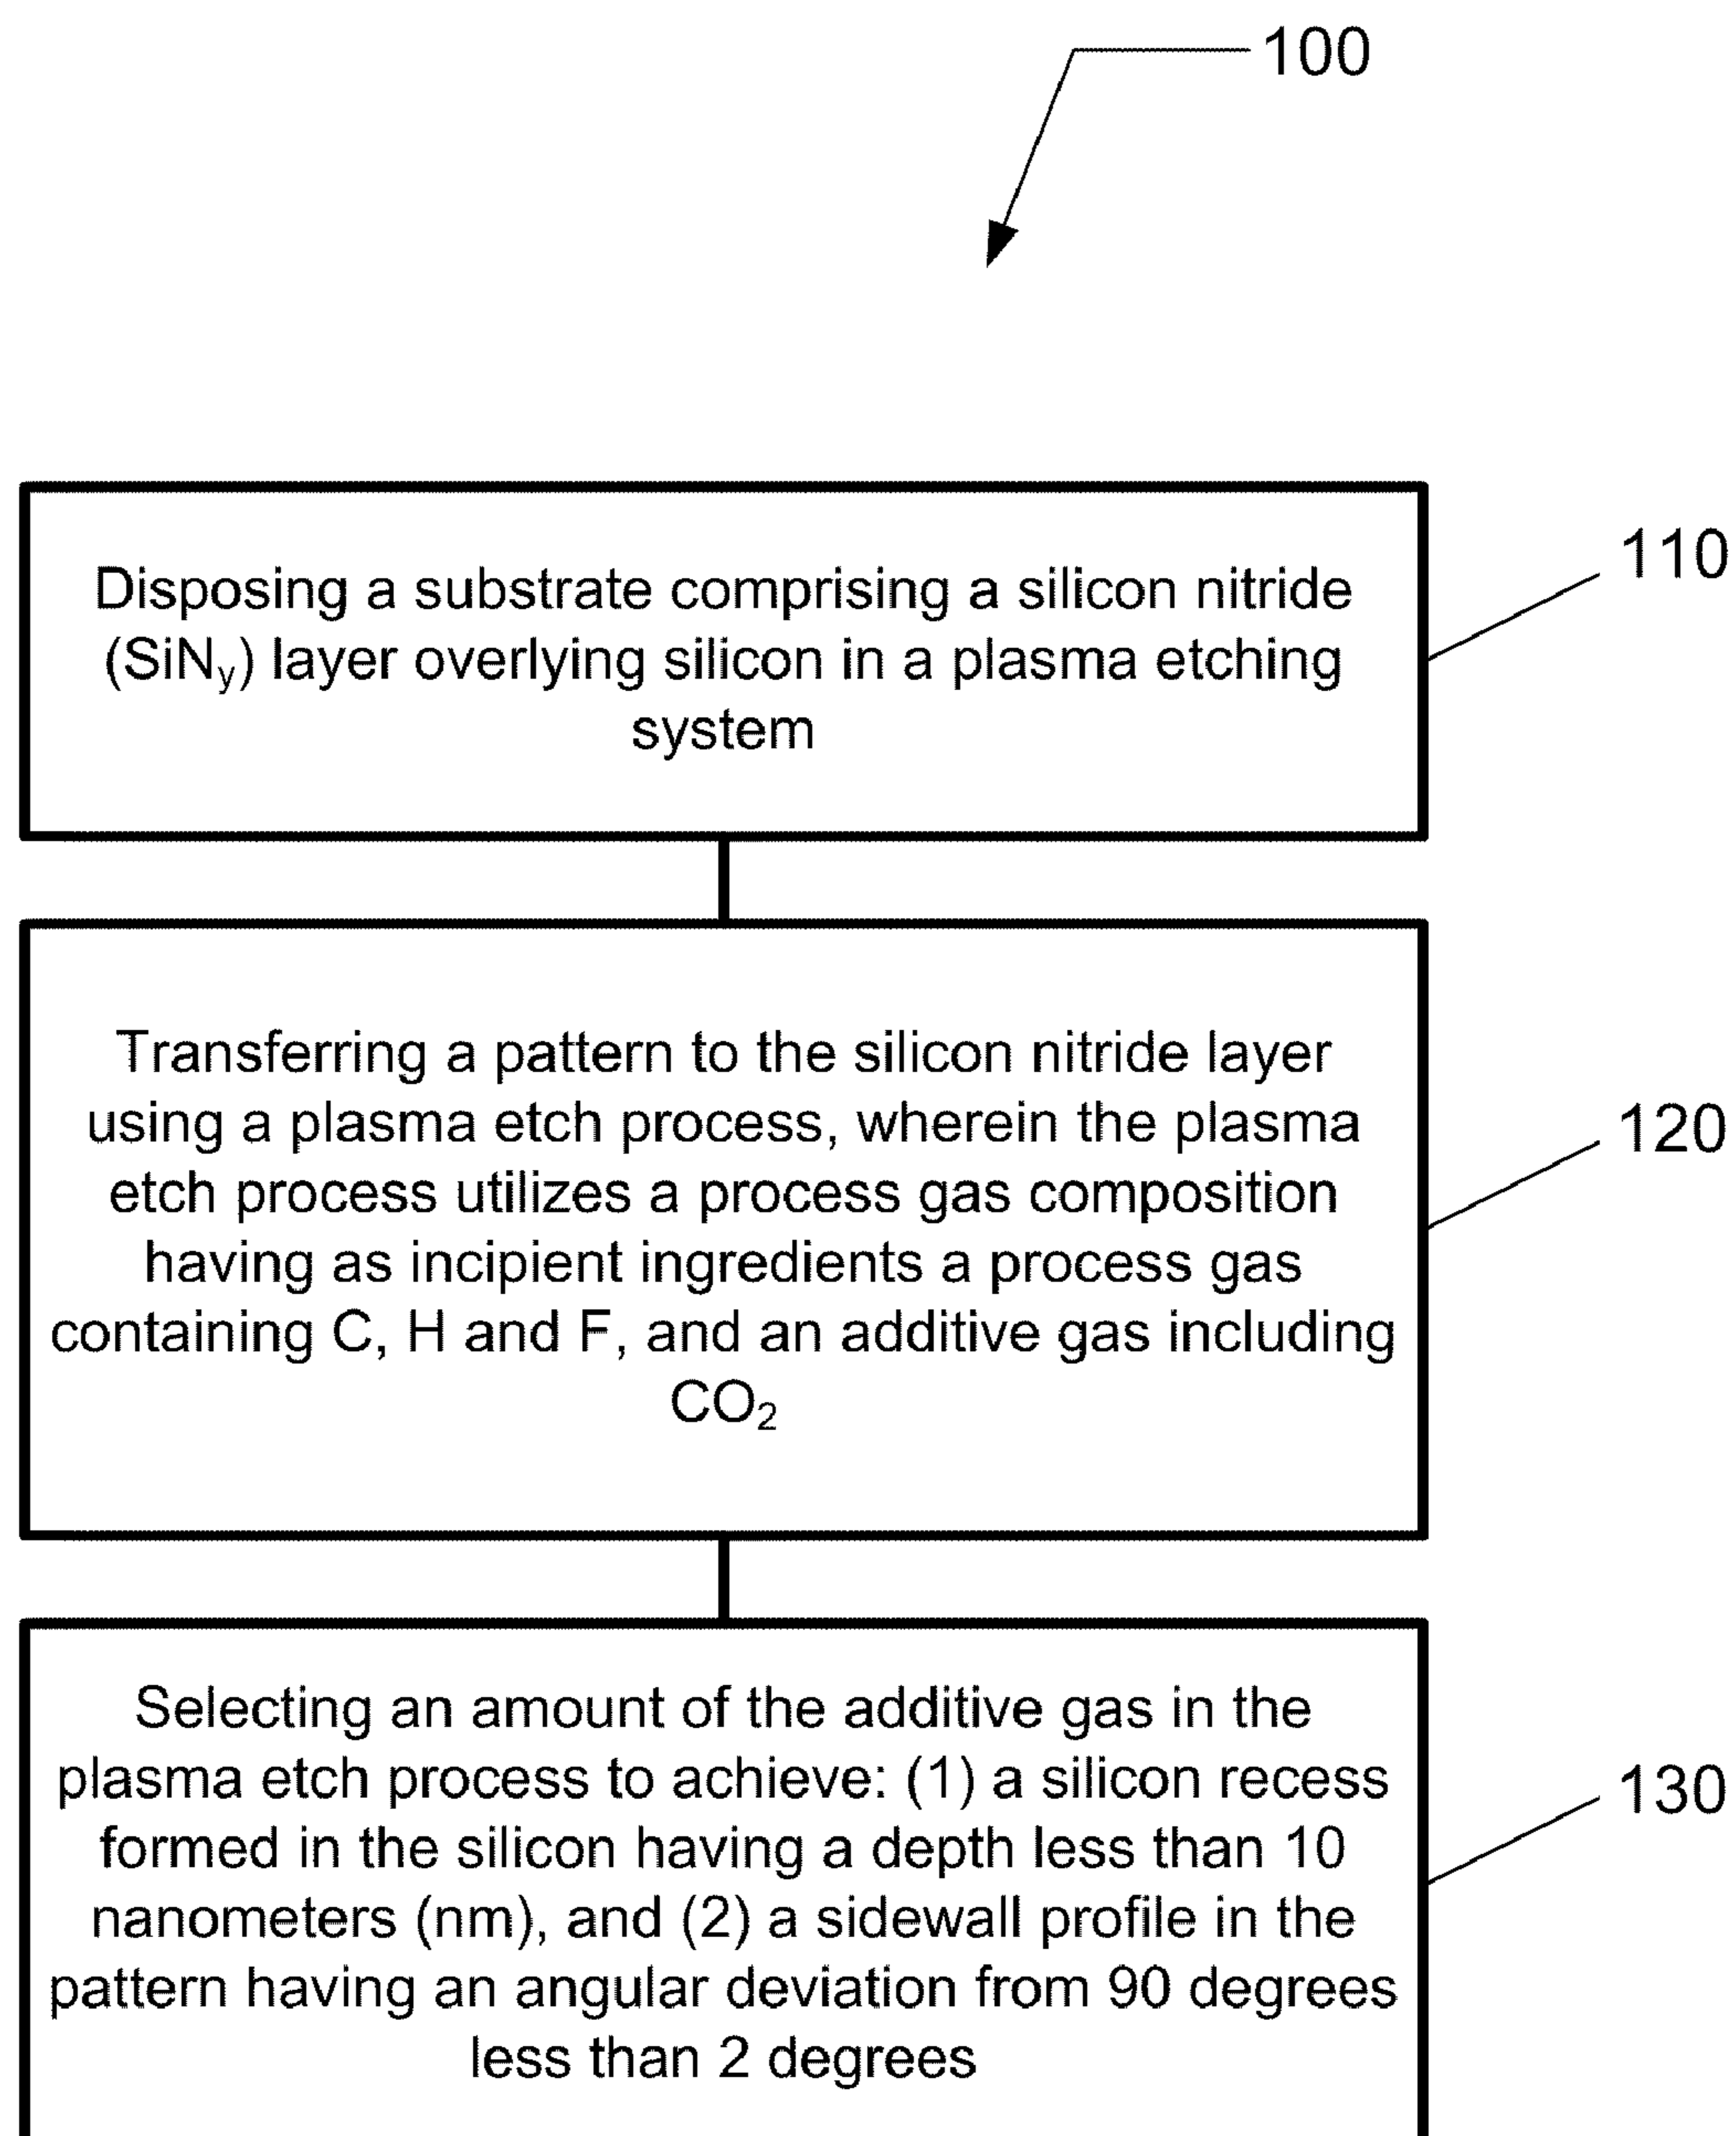 100
Disposing a substrate comprising a silicon nitride
(SiNy) layer overlying silicon in a plasma etching
system
110
Transferring a pattern to the silicon nitride layer
using a plasma etch process, wherein the plasma
etch process utilizes a process gas composition
having as incipient ingredients a process gas
containing C, H and F, and an additive gas including
CO₂
120
Selecting an amount of the additive gas in the
plasma etch process to achieve: (1) a silicon recess
formed in the silicon having a depth less than 10
nanometers (nm), and (2) a sidewall profile in the
pattern having an angular deviation from 90 degrees
less than 2 degrees
130